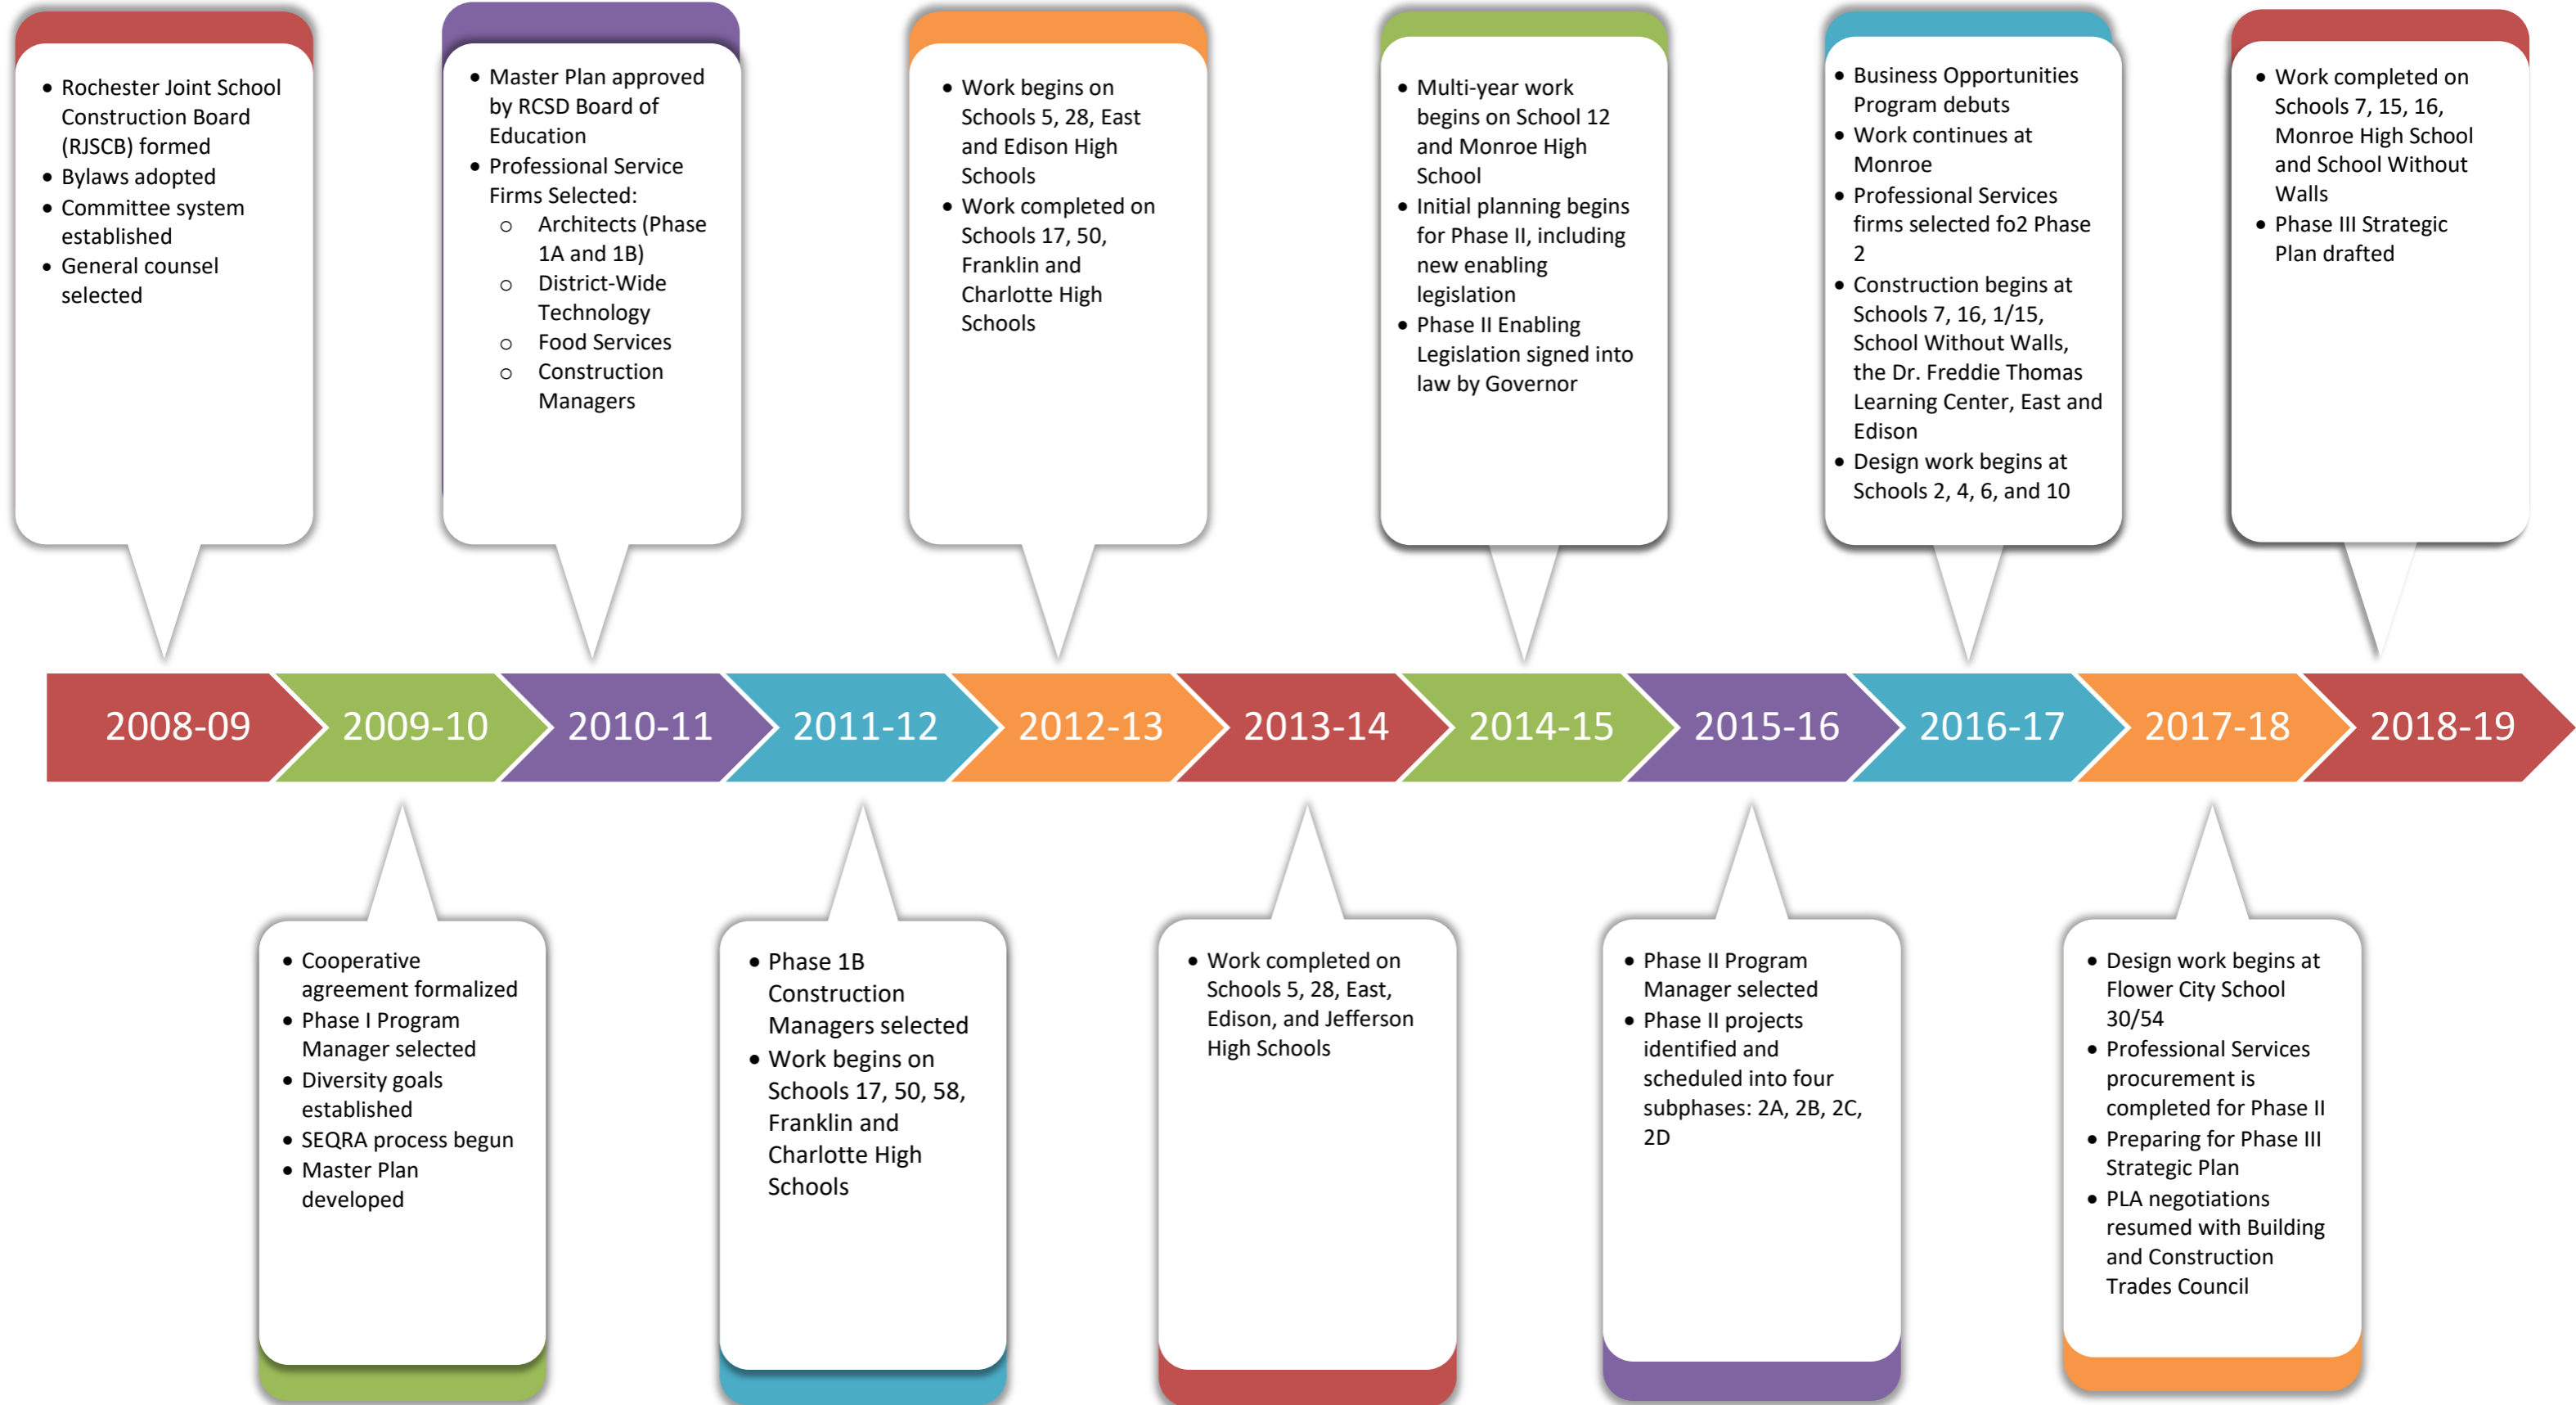 • Rochester Joint School
Construction Board
(RJSCB) formed
• Bylaws adopted
• Committee system
established
• General counsel
selected
• Master Plan approved
by RCSD Board of
Education
• Professional Service
Firms Selected:
o Architects (Phase
1A and 1B)
o District-Wide
Technology
o Food Services
o Construction
Managers
• Work begins on
Schools 5, 28, East
and Edison High
Schools
• Work completed on
Schools 17, 50,
Franklin and
Charlotte High
Schools
• Multi-year work
begins on School 12
and Monroe High
School
• Initial planning begins
for Phase II, including
new enabling
legislation
• Phase II Enabling
Legislation signed into
law by Governor
• Business Opportunities
Program debuts
• Work continues at
Monroe
• Professional Services
firms selected fo2 Phase
2
• Construction begins at
Schools 7, 16, 1/15,
School Without Walls,
the Dr. Freddie Thomas
Learning Center, East and
Edison
• Design work begins at
Schools 2, 4, 6, and 10
• Work completed on
Schools 7, 15, 16,
Monroe High School
and School Without
Walls
• Phase III Strategic
Plan drafted
2008-09
2009-10
2010-11
2011-12
2012-13
2013-14
2014-15
2015-16
2016-17
2017-18
2018-19
• Cooperative
agreement formalized
• Phase I Program
Manager selected
• Diversity goals
established
• SEQRA process begun
• Master Plan
developed
• Phase 1B
Construction
Managers selected
• Work begins on
Schools 17, 50, 58,
Franklin and
Charlotte High
Schools
• Work completed on
Schools 5, 28, East,
Edison, and Jefferson
High Schools
• Phase II Program
Manager selected
• Phase II projects
identified and
scheduled into four
subphases: 2A, 2B, 2C,
2D
• Design work begins at
Flower City School
30/54
• Professional Services
procurement is
completed for Phase II
• Preparing for Phase III
Strategic Plan
• PLA negotiations
resumed with Building
and Construction
Trades Council